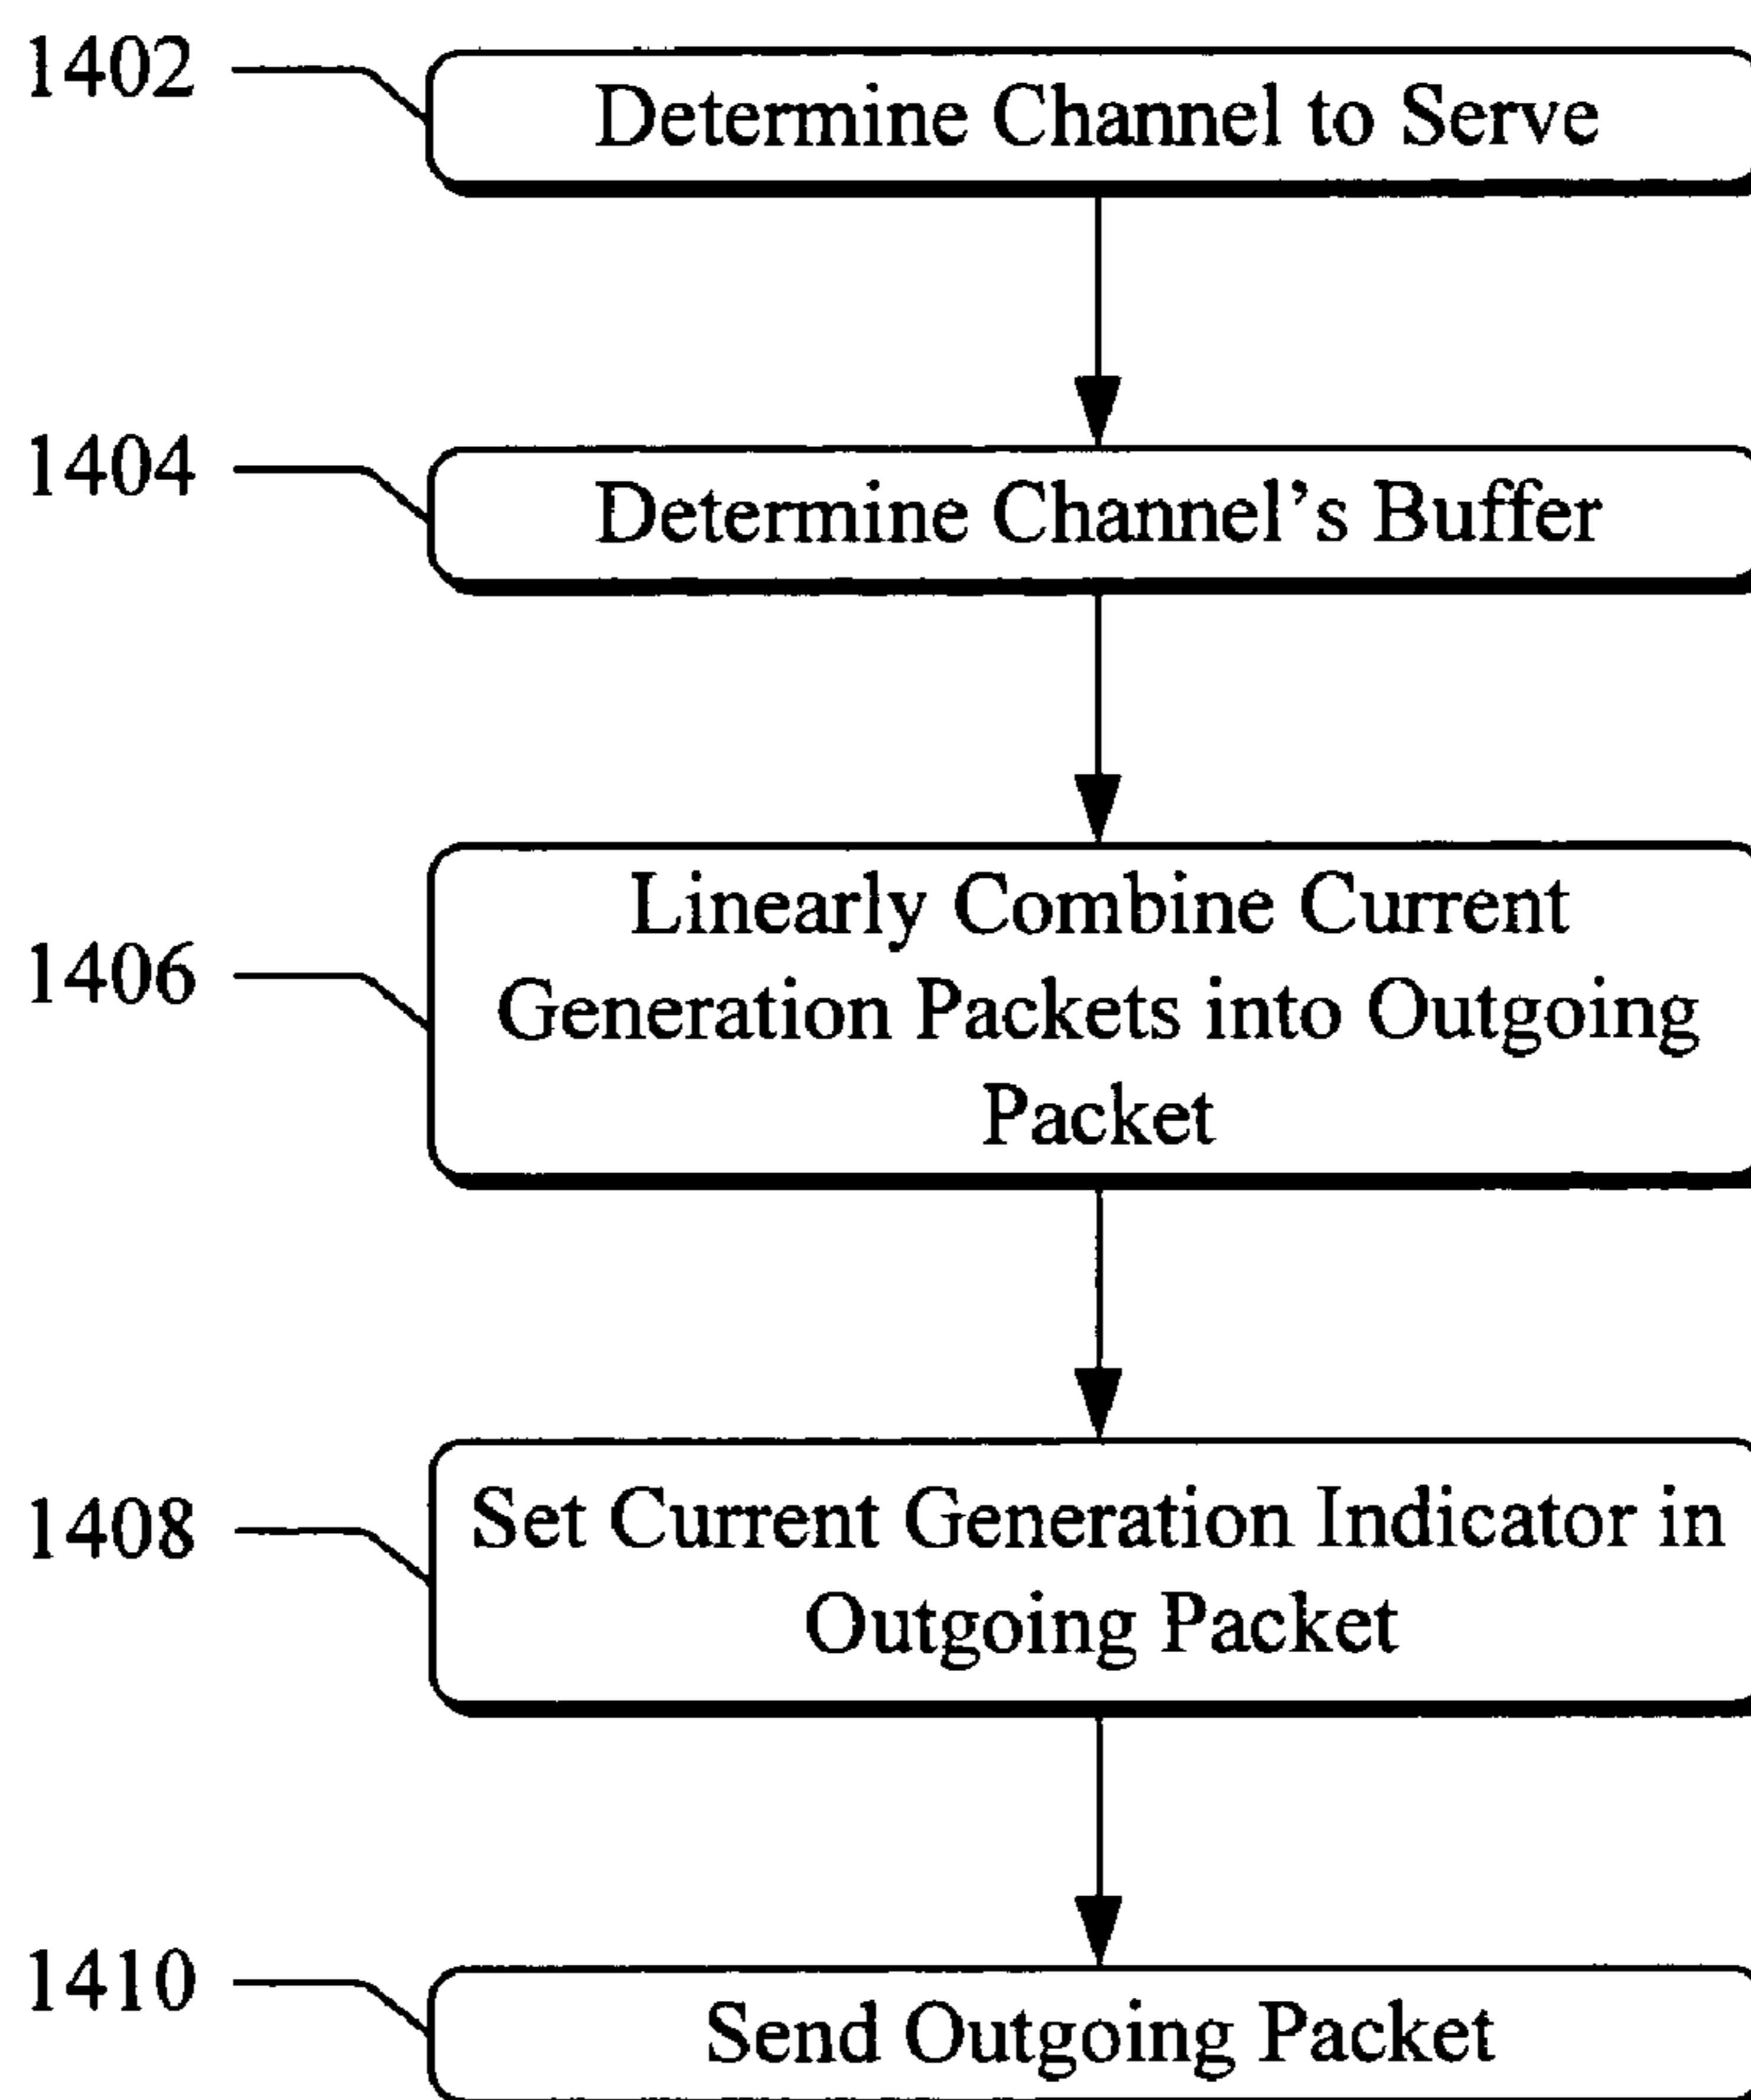 1402
Determine Channel to Serve
1404
Determine Channel's Buffer
Linearly Combine Current
1406
Generation Packets into Outgoing
Packet
1408
Set Current Generation Indicator in
Outgoing Packet
1410
Send Outgoing Packet